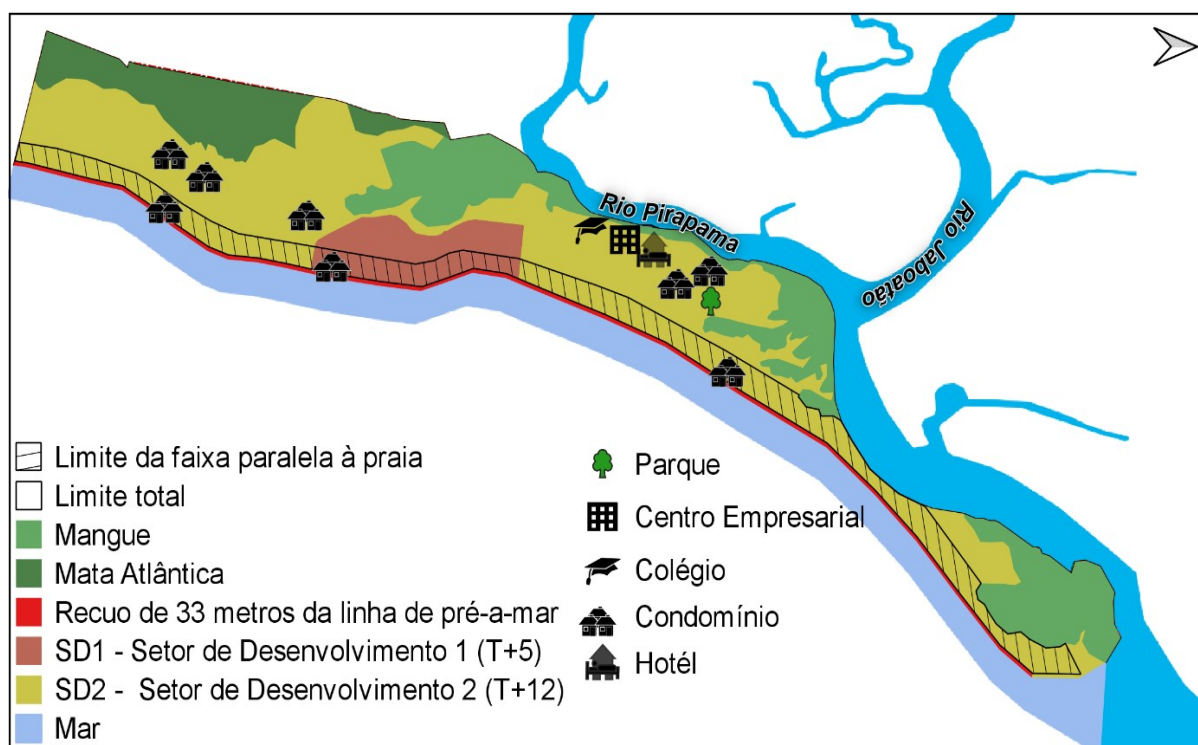 Rio Pirapama
Rio Jaboatão
Limite da faixa paralela à praia
Limite total
Mangue
Mata Atlântica
Recuo de 33 metros da linha de pré-a-mar
SD1 - Setor de Desenvolvimento 1 (T+5)
SD2 - Setor de Desenvolvimento 2 (T+12)
Mar
Parque
Centro Empresarial
Colégio
Condomínio
Hotél